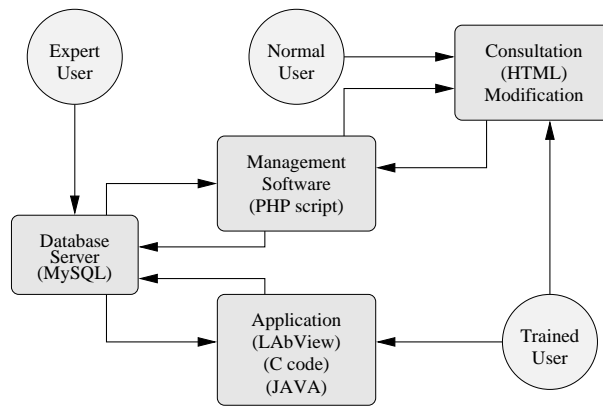 Expert
User
Normal
User
Consultation
(HTML)
Modification
Management
Software
(PHP script)
Database
Server
(MySQL)
Application
(LAbView)
(C code)
(JAVA)
Trained
User